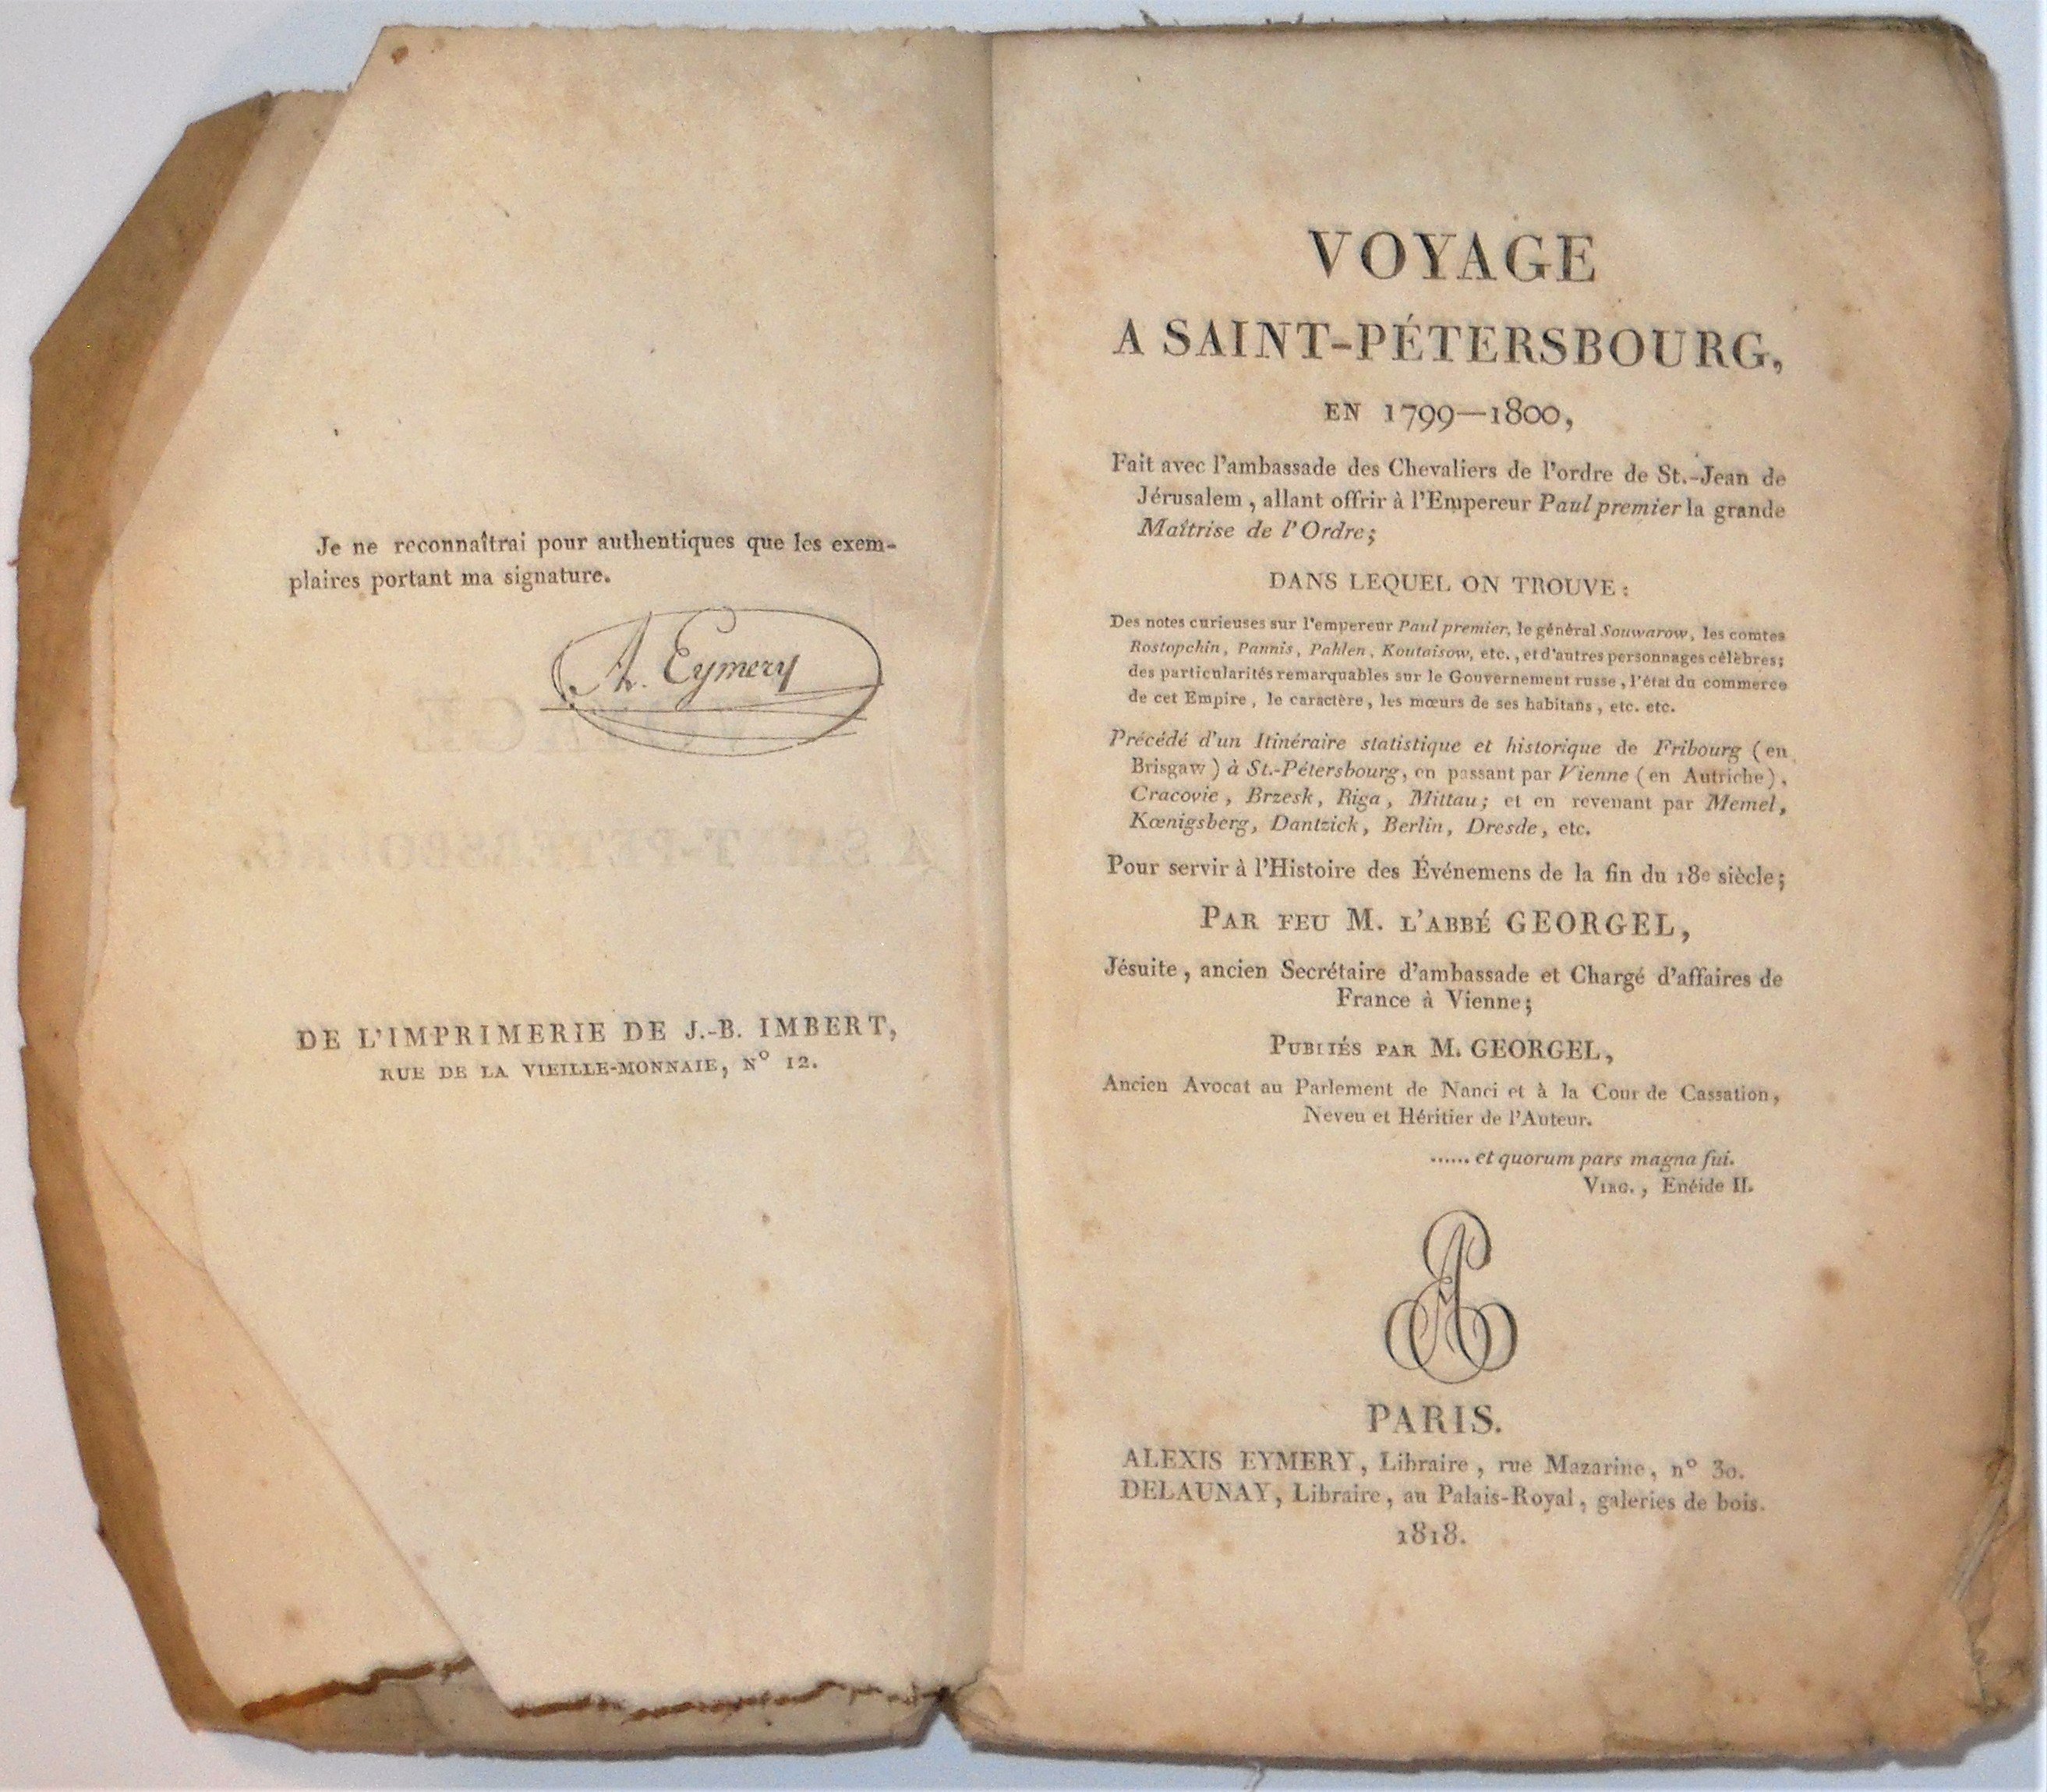 Je ne reconnaîtrai pour authentiques que les exem-
plaires portant ma signature.
A. Eymery
DE L'IMPRIMERIE DE J.-B. IMBERT,
RUE DE LA VIEILLE-MONNAIE, N° 12.
VOYAGE
A SAINT-PÉTERSBOURG,
EN 1799—1800,
Fait avec l'ambassade des Chevaliers de l'ordre de St.-Jean de
Jérusalem, allant offrir à l'Empereur Paul premier la grande
Maîtrise de l'Ordre;
DANS LEQUEL ON TROUVE:
Des notes curieuses sur l'empereur Paul premier, le général Souwarow, les comtes
Rostopchin, Pannis, Pahlen, Koutaisow, etc., et d'autres personnages célèbres;
des particularités remarquables sur le Gouvernement russe, l'état du commerce
de cet Empire, le caractère, les mœurs de ses habitans, etc. etc.
Précédé d'un Itinéraire statistique et historique de Fribourg (en
Brisgaw) à St.-Pétersbourg, en passant par Vienne (en Autriche),
Cracovie, Brzesk, Riga, Mittau; et en revenant par Memel,
Kœnigsberg, Dantzick, Berlin, Dresde, etc.
Pour servir à l'Histoire des Événemens de la fin du 18e siècle;
PAR FEU M. L'ABBÉ GEORGEL,
Jésuite, ancien Secrétaire d'ambassade et Chargé d'affaires de
France à Vienne;
PUBLIÉS PAR M. GEORGEL,
Ancien Avocat au Parlement de Nanci et à la Cour de Cassation,
Neveu et Héritier de l'Auteur.
...... et quorum pars magna fui.
VIRG., Enéide II.
PARIS.
ALEXIS EYMERY, Libraire, rue Mazarine, n° 30.
DELAUNAY, Libraire, au Palais-Royal, galeries de bois.
1818.